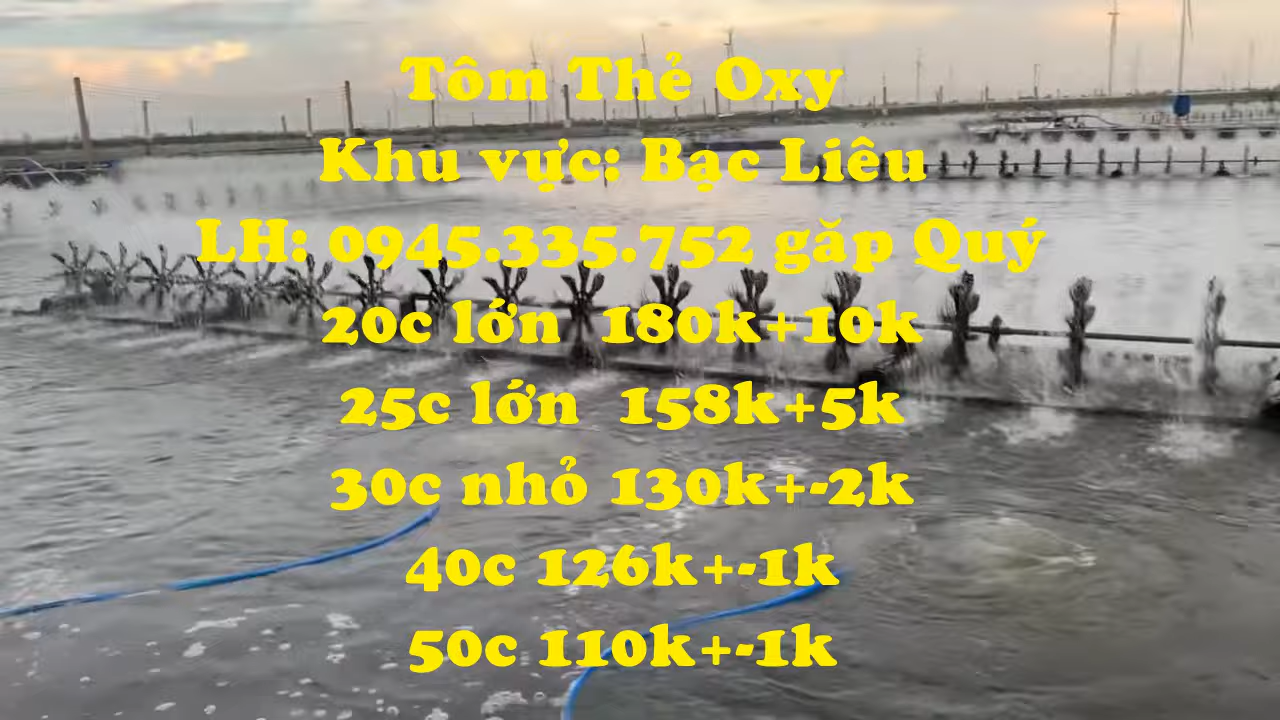 Tôm Thẻ Oxy
Khu vực: Bạc Liêu
LH: 0945.335.752 găp Quý
20c lớn 180k+10k
25c lớn 158k+5k
30c nhỏ 130k+-2k
40c 126k+-1k
50c 110k+-1k